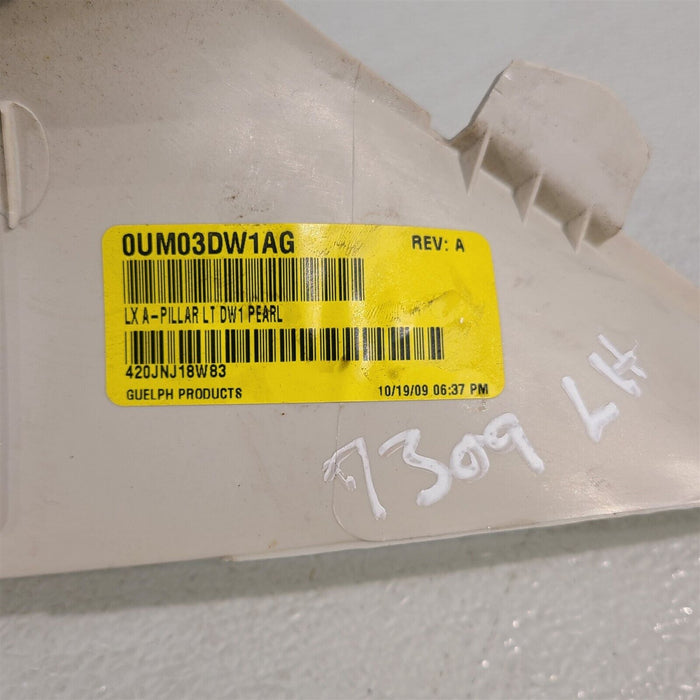 0UM03DW1AG REV: A
LX A-PILLAR LT DW1 PEARL
420JNJ18W83
GUELPH PRODUCTS 10/19/09 06:37 PM
7309 LH